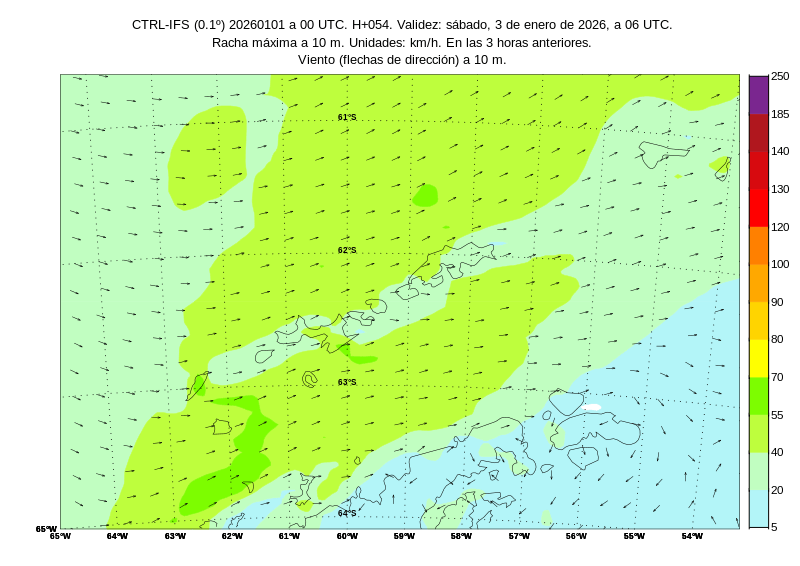 CTRL-IFS (0.1º) 20260101 a 00 UTC. H+054. Validez: sábado, 3 de enero de 2026, a 06 UTC.
Racha máxima a 10 m. Unidades: km/h. En las 3 horas anteriores.
Viento (flechas de dirección) a 10 m.
250
185
140
130
120
100
90
80
70
55
40
20
5
61°S
62°S
63°S
64°S
65°W
65°W
64°W
63°W
62°W
61°W
60°W
59°W
58°W
57°W
56°W
55°W
54°W